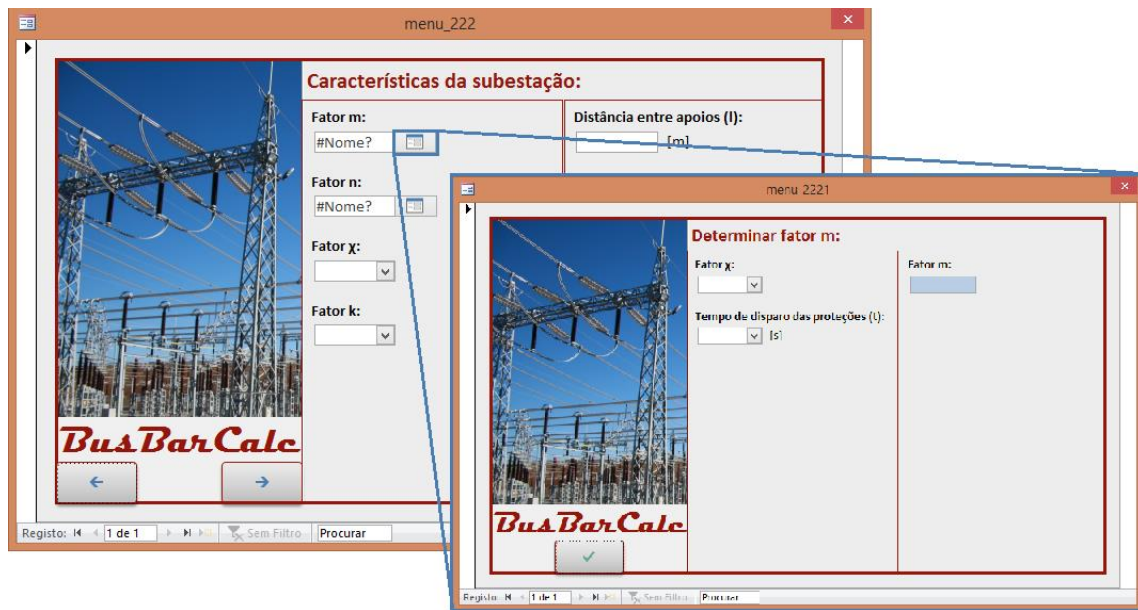 menu_222
Características da subestação:
Fator m:
#Nome?
Fator n:
#Nome?
Fator χ:
Fator k:
Distância entre apoios (l):
[m]
BusBarCalc
Registo: 1 de 1 Sem Filtro Procurar
menu 2221
Determinar fator m:
Fator χ:
Tempo de disparo das proteções (t):
[s]
Fator m:
BusBarCalc
Registo: 1 de 1 Sem Filtro Procurar